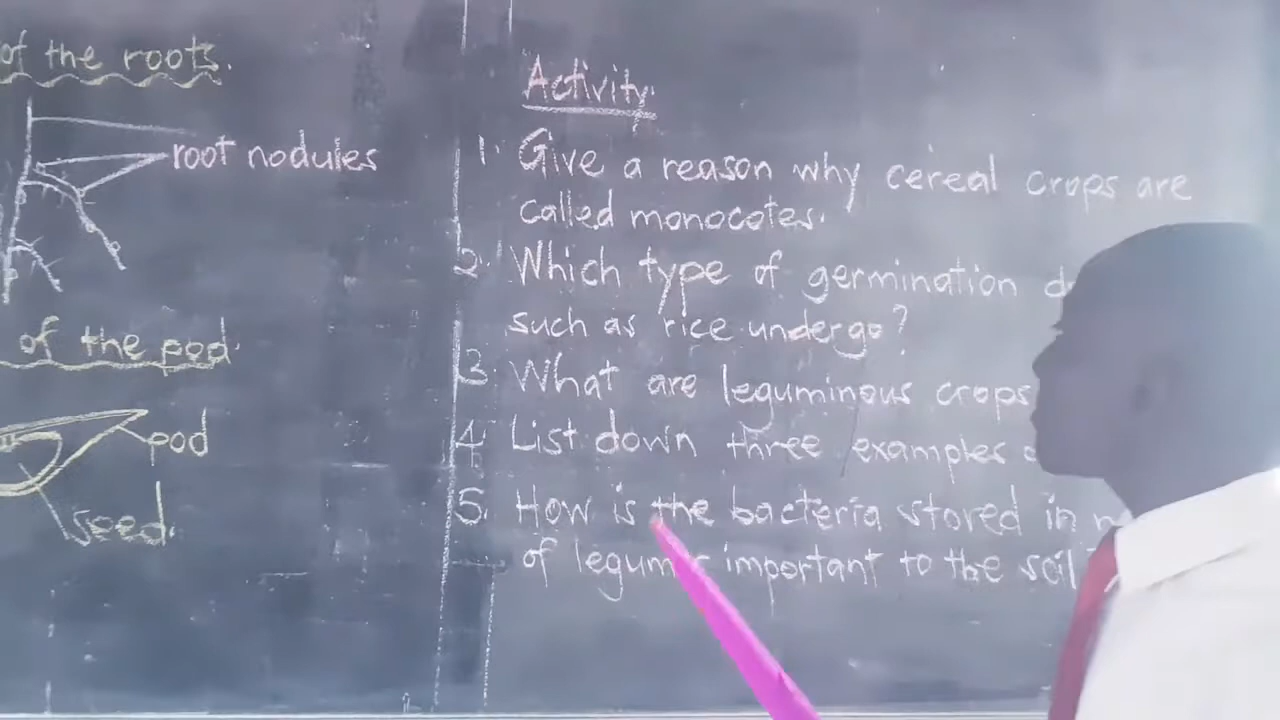 of the roots.
root nodules
of the pod.
pod
seed.
Activity.
1. Give a reason why cereal crops are
called monocotes.
2. Which type of germination
such as rice undergo?
3. What are leguminous crops
4. List down three examples
5. How is the bacteria stored in
of important to the soil